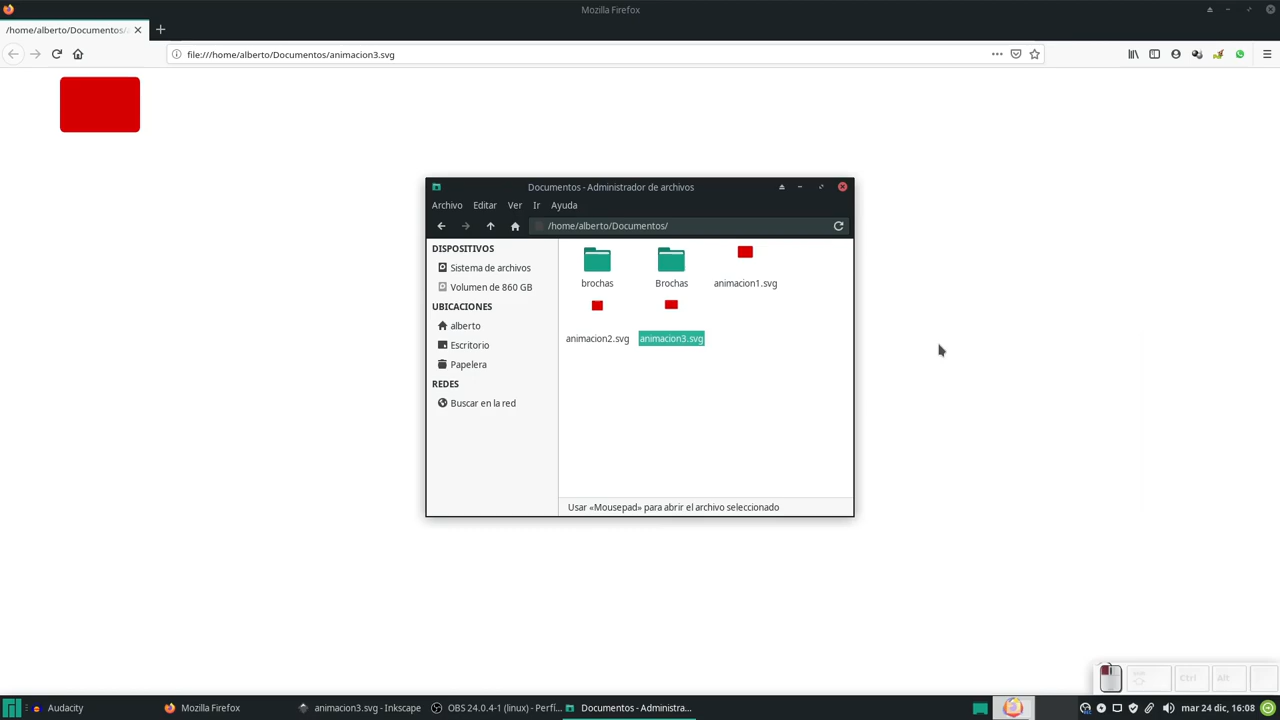 Mozilla Firefox
/home/alberto/Documentos/a
file:///home/alberto/Documentos/animacion3.svg
Documentos - Administrador de archivos
Archivo Editar Ver Ir Ayuda
/home/alberto/Documentos/
DISPOSITIVOS
Sistema de archivos
Volumen de 860 GB
UBICACIONES
alberto
Escritorio
Papelera
REDES
Buscar en la red
brochas Brochas animacion1.svg
animacion2.svg animacion3.svg
Usar «Mousepad» para abrir el archivo seleccionado
Ctrl Alt
Audacity Mozilla Firefox animacion3.svg - Inkscape OBS 24.0.4-1 (linux) - Perfi... Documentos - Administra... mar 24 dic, 16:08